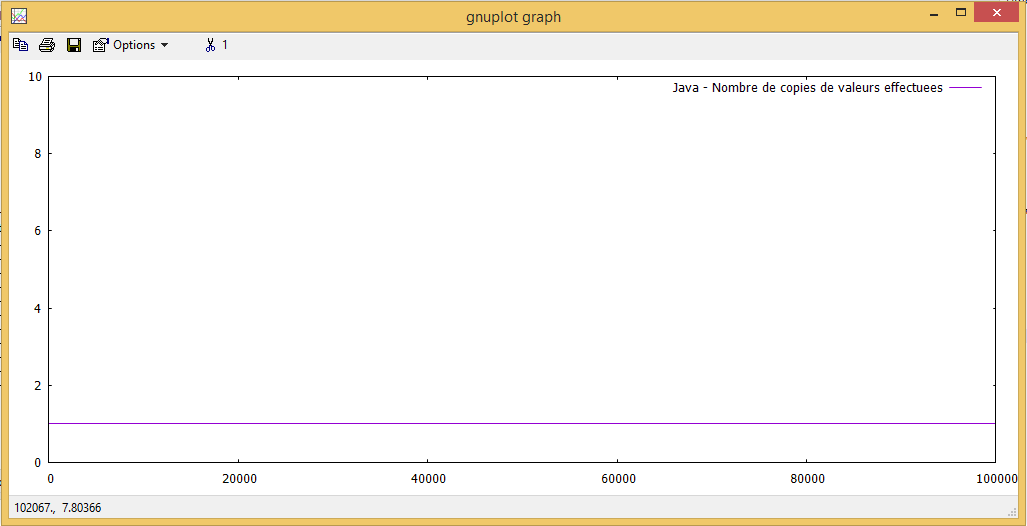 gnuplot graph
Options 1
10
Java - Nombre de copies de valeurs effectuees
8
6
4
2
0
0 20000 40000 60000 80000 100000
102067., 7.80366